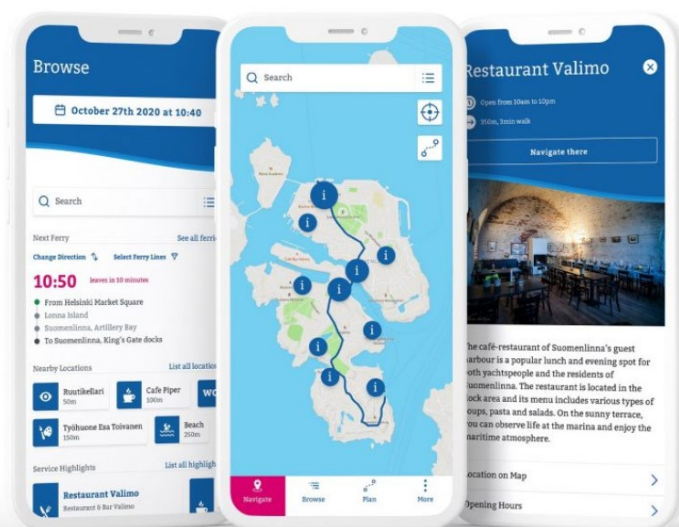 Browse
October 27th 2020 at 10:40
Search
Next Ferry
See all ferri
Change Direction
Select Ferry Lines
10:50
leaves in 10 minutes
From Helsinki Market Square
Lonna Island
Suomenlinna, Artillery Bay
To Suomenlinna, King's Gate docks
Nearby Locations
List all location
Ruutikellari
50m
Cafe Piper
100m
WC
Työhuone Esa Toivanen
150m
Beach
350m
Service Highlights
List all highligh
Restaurant Valimo
Restaurant & Bar Valimo
Search
i
i
i
i
i
i
i
i
i
Navigate
Browse
Plan
More
Restaurant Valimo
Open from 10am to 10pm
350m, 3min walk
Navigate there
The café-restaurant of Suomenlinna's guest
harbour is a popular lunch and evening spot for
both yachtspeople and the residents of
Suomenlinna. The restaurant is located in the
dock area and its menu includes various types of
soups, pasta and salads. On the sunny terrace,
you can observe life at the marina and enjoy the
maritime atmosphere.
Location on Map
Opening Hours